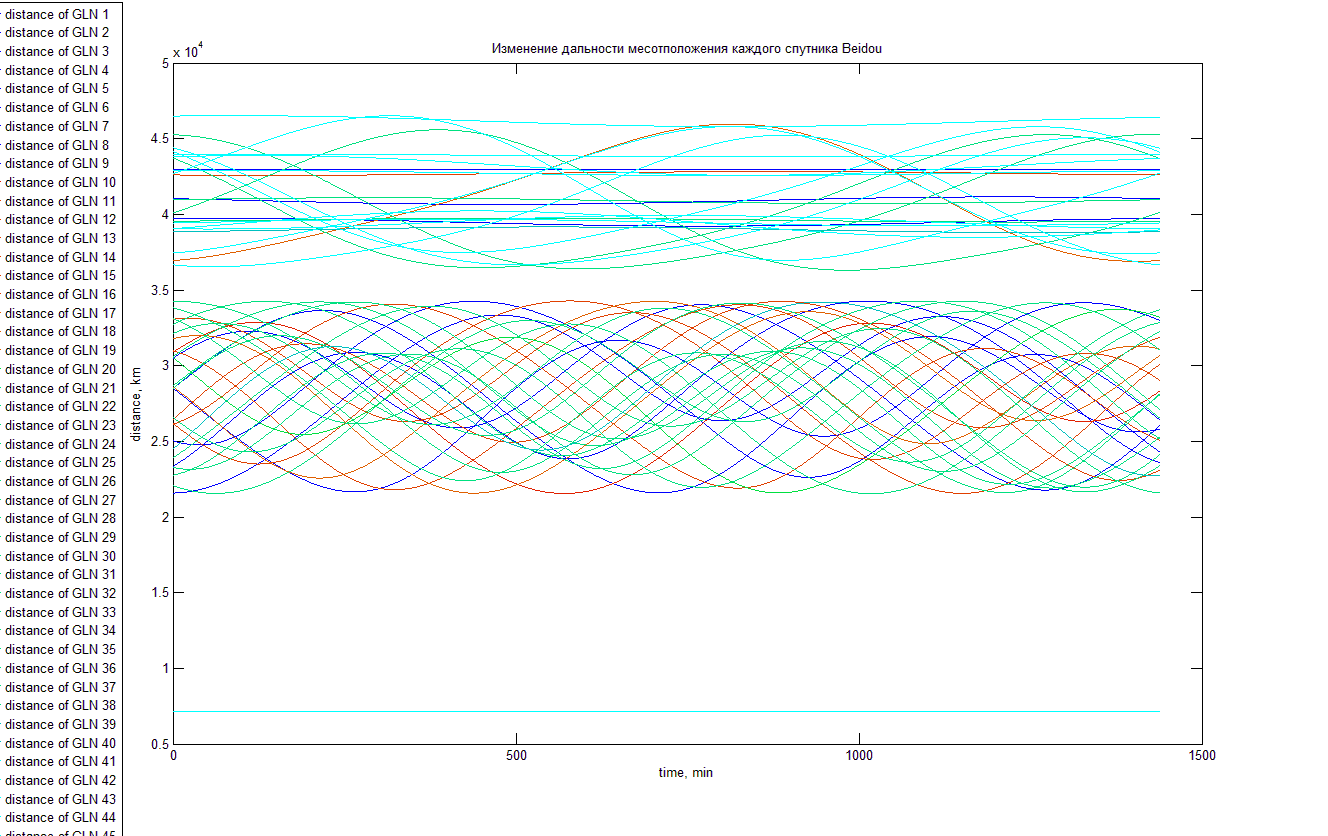 distance of GLN 1
distance of GLN 2
distance of GLN 3
distance of GLN 4
distance of GLN 5
distance of GLN 6
distance of GLN 7
distance of GLN 8
distance of GLN 9
distance of GLN 10
distance of GLN 11
distance of GLN 12
distance of GLN 13
distance of GLN 14
distance of GLN 15
distance of GLN 16
distance of GLN 17
distance of GLN 18
distance of GLN 19
distance of GLN 20
distance of GLN 21
distance of GLN 22
distance of GLN 23
distance of GLN 24
distance of GLN 25
distance of GLN 26
distance of GLN 27
distance of GLN 28
distance of GLN 29
distance of GLN 30
distance of GLN 31
distance of GLN 32
distance of GLN 33
distance of GLN 34
distance of GLN 35
distance of GLN 36
distance of GLN 37
distance of GLN 38
distance of GLN 39
distance of GLN 40
distance of GLN 41
distance of GLN 42
distance of GLN 43
distance of GLN 44
distance of GLN 45
Изменение дальности месотположения каждого спутника Beidou
x 10^4
5
4.5
4
3.5
3
2.5
2
1.5
1
0.5
distance, km
0 500 1000 1500
time, min